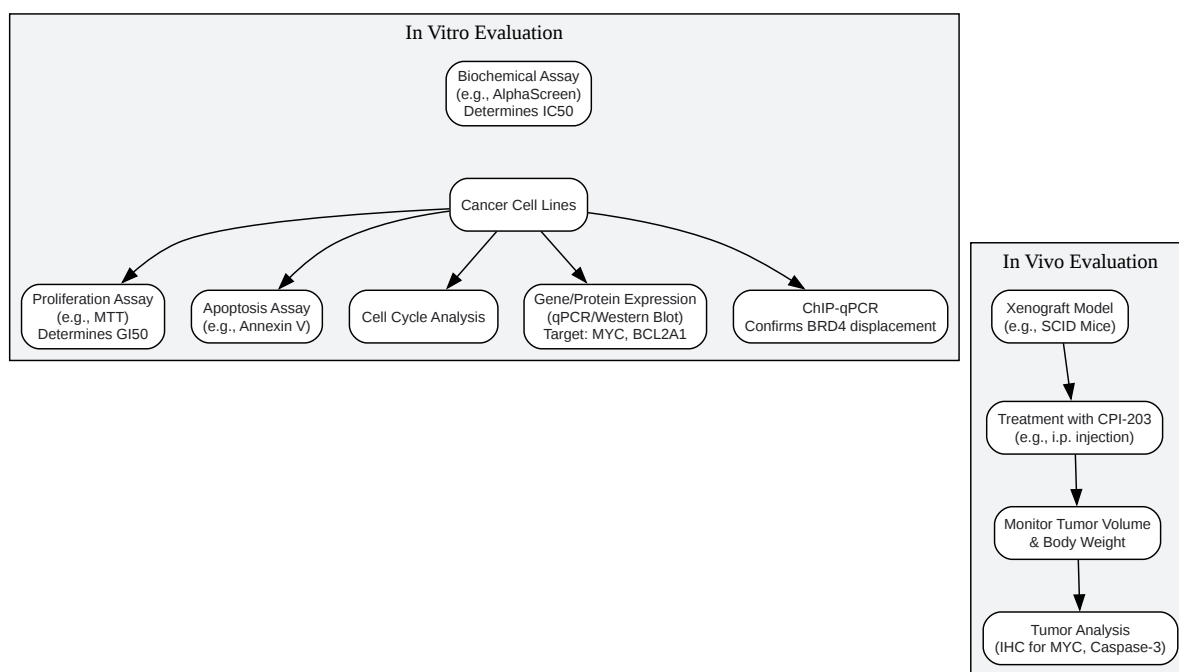 In Vitro Evaluation
Biochemical Assay
(e.g., AlphaScreen)
Determines IC50
Cancer Cell Lines
Proliferation Assay
(e.g., MTT)
Determines GI50
Apoptosis Assay
(e.g., Annexin V)
Cell Cycle Analysis
Gene/Protein Expression
(qPCR/Western Blot)
Target: MYC, BCL2A1
ChIP-qPCR
Confirms BRD4 displacement
In Vivo Evaluation
Xenograft Model
(e.g., SCID Mice)
Treatment with CPI-203
(e.g., i.p. injection)
Monitor Tumor Volume
& Body Weight
Tumor Analysis
(IHC for MYC, Caspase-3)